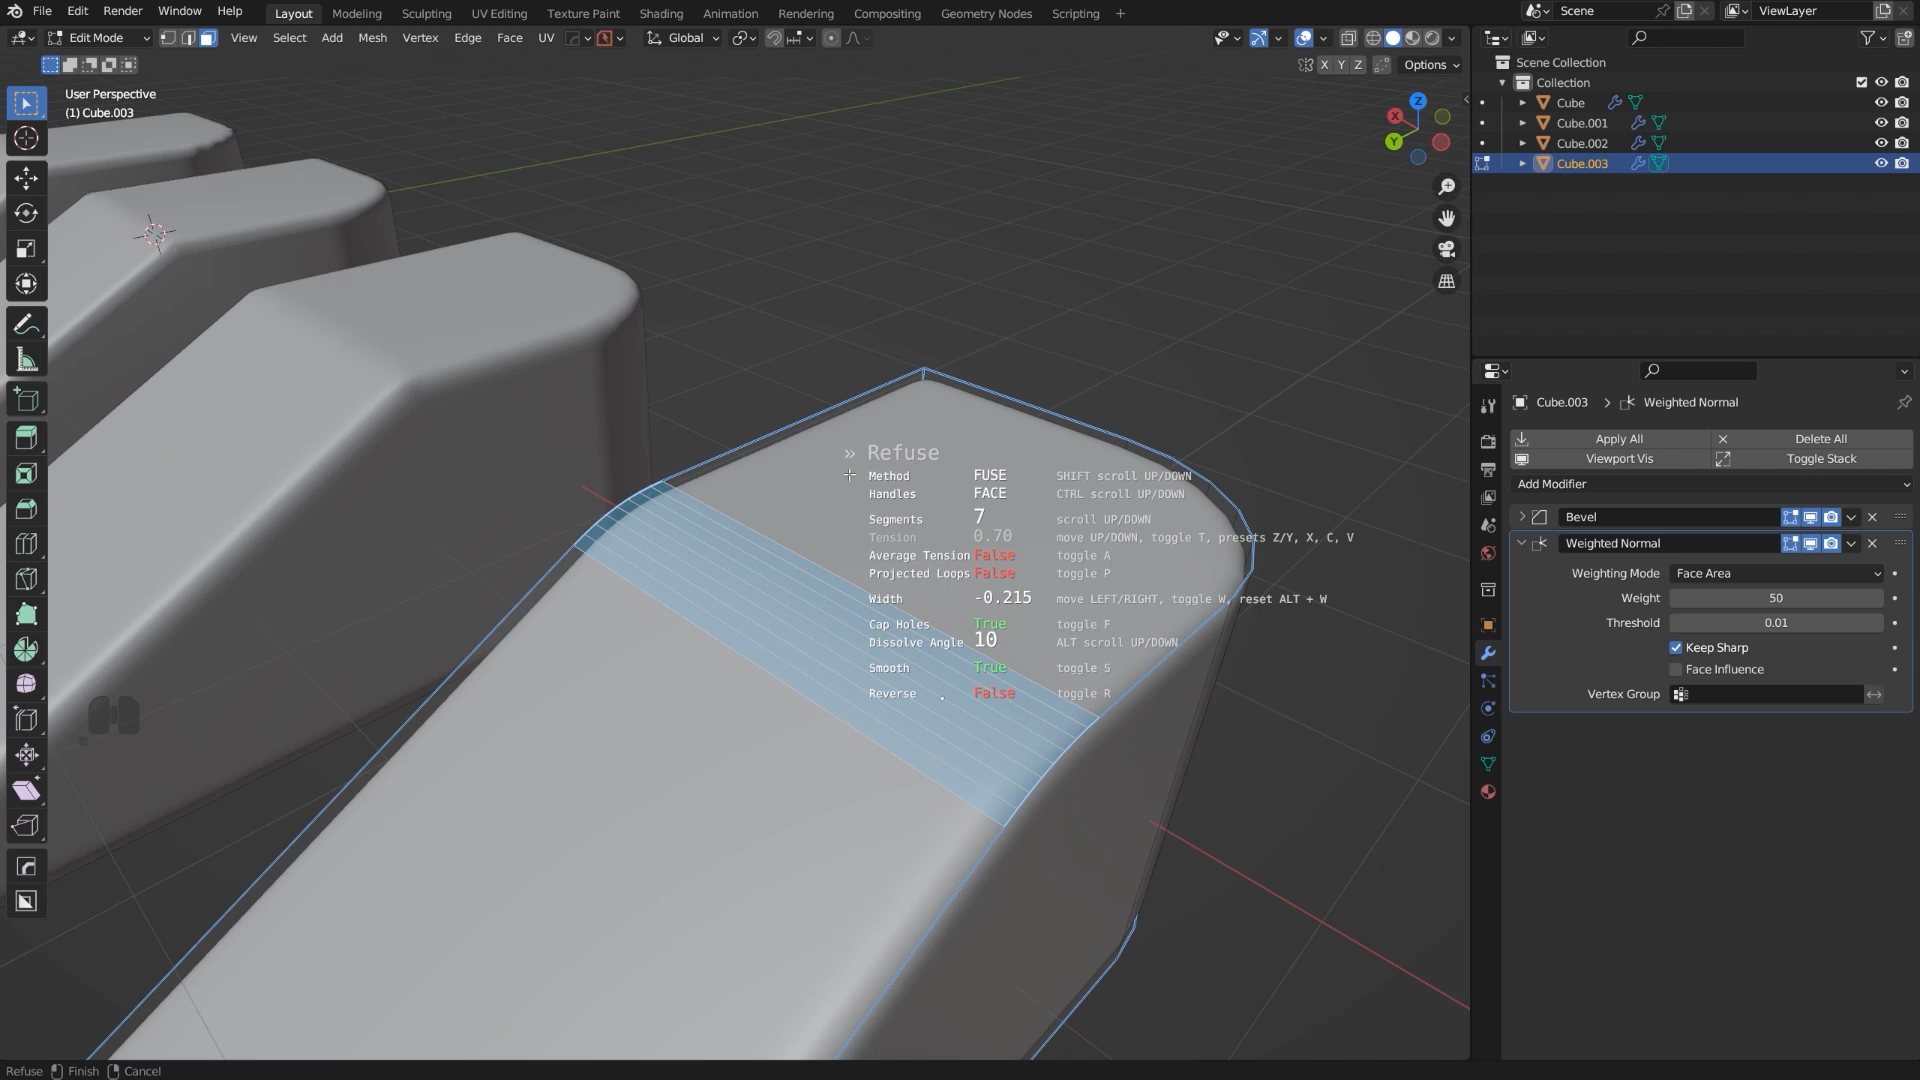 File Edit Render Window Help Layout Modeling Sculpting UV Editing Texture Paint Shading Animation Rendering Compositing Geometry Nodes Scripting + Scene ViewLayer
Edit Mode View Select Add Mesh Vertex Edge Face UV Global
X Y Z Options
User Perspective
(1) Cube.003
Z
X
Y
Scene Collection
Collection
Cube
Cube.001
Cube.002
Cube.003
» Refuse
Method FUSE SHIFT scroll UP/DOWN
Handles FACE CTRL scroll UP/DOWN
Segments 7 scroll UP/DOWN
Tension 0.70 move UP/DOWN, toggle T, presets Z/Y, X, C, V
Average Tension False toggle A
Projected Loops False toggle P
Width -0.215 move LEFT/RIGHT, toggle W, reset ALT + W
Cap Holes True toggle F
Dissolve Angle 10 ALT scroll UP/DOWN
Smooth True toggle S
Reverse False toggle R
Cube.003 > Weighted Normal
Apply All Delete All
Viewport Vis Toggle Stack
Add Modifier
Bevel
Weighted Normal
Weighting Mode Face Area
Weight 50
Threshold 0.01
Keep Sharp
Face Influence
Vertex Group
Refuse Finish Cancel